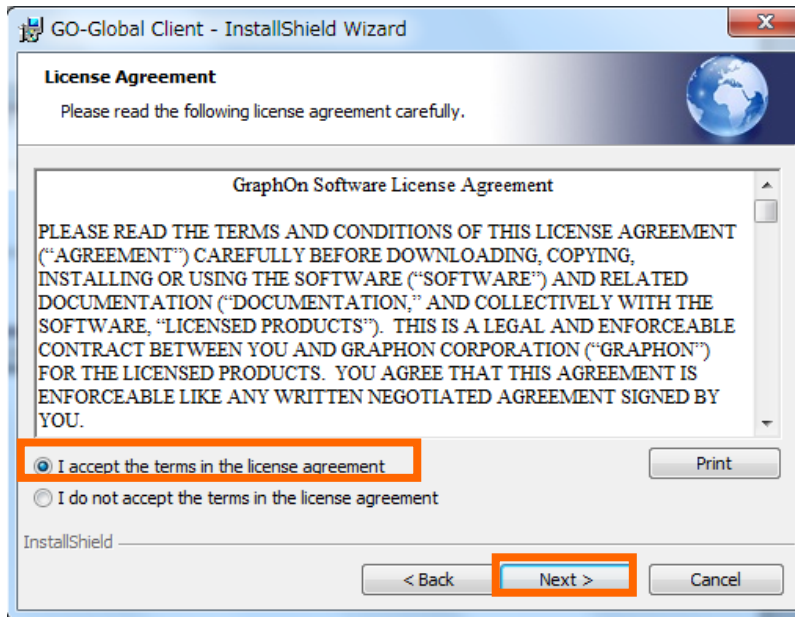 GO-Global Client - InstallShield Wizard
License Agreement
Please read the following license agreement carefully.
GraphOn Software License Agreement
PLEASE READ THE TERMS AND CONDITIONS OF THIS LICENSE AGREEMENT
(“AGREEMENT”) CAREFULLY BEFORE DOWNLOADING, COPYING,
INSTALLING OR USING THE SOFTWARE (“SOFTWARE”) AND RELATED
DOCUMENTATION (“DOCUMENTATION,” AND COLLECTIVELY WITH THE
SOFTWARE, “LICENSED PRODUCTS”).  THIS IS A LEGAL AND ENFORCEABLE
CONTRACT BETWEEN YOU AND GRAPHON CORPORATION (“GRAPHON”)
FOR THE LICENSED PRODUCTS.  YOU AGREE THAT THIS AGREEMENT IS
ENFORCEABLE LIKE ANY WRITTEN NEGOTIATED AGREEMENT SIGNED BY
YOU.
I accept the terms in the license agreement
Print
I do not accept the terms in the license agreement
InstallShield
< Back
Next >
Cancel